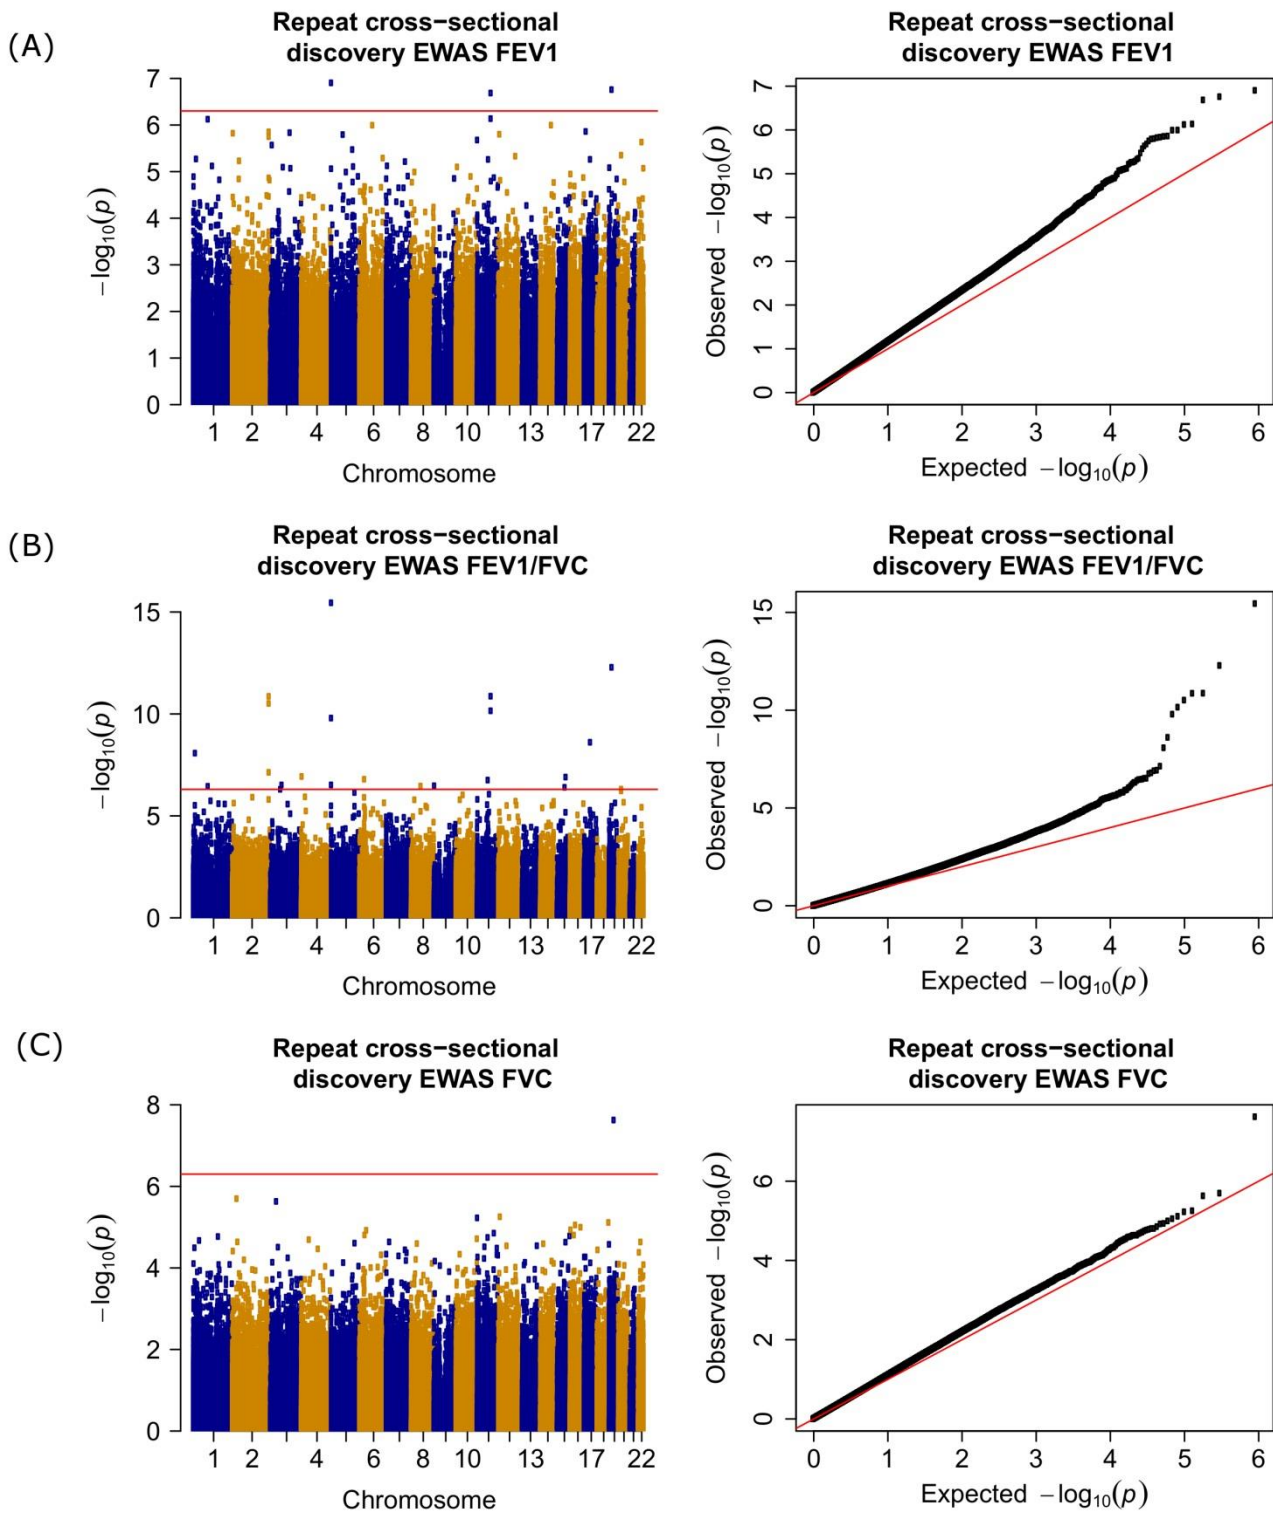 (A)
Repeat cross−sectional
discovery EWAS FEV1
7
6
5
4
3
2
1
0
−log10(p)
1 2 4 6 8 10 13 17 22
Chromosome
Repeat cross−sectional
discovery EWAS FEV1
7
6
5
4
3
2
1
0
Observed −log10(p)
0 1 2 3 4 5 6
Expected −log10(p)
(B)
Repeat cross−sectional
discovery EWAS FEV1/FVC
15
10
5
0
−log10(p)
1 2 4 6 8 10 13 17 22
Chromosome
Repeat cross−sectional
discovery EWAS FEV1/FVC
15
10
5
0
Observed −log10(p)
0 1 2 3 4 5 6
Expected −log10(p)
(C)
Repeat cross−sectional
discovery EWAS FVC
8
6
4
2
0
−log10(p)
1 2 4 6 8 10 13 17 22
Chromosome
Repeat cross−sectional
discovery EWAS FVC
6
4
2
0
Observed −log10(p)
0 1 2 3 4 5 6
Expected −log10(p)